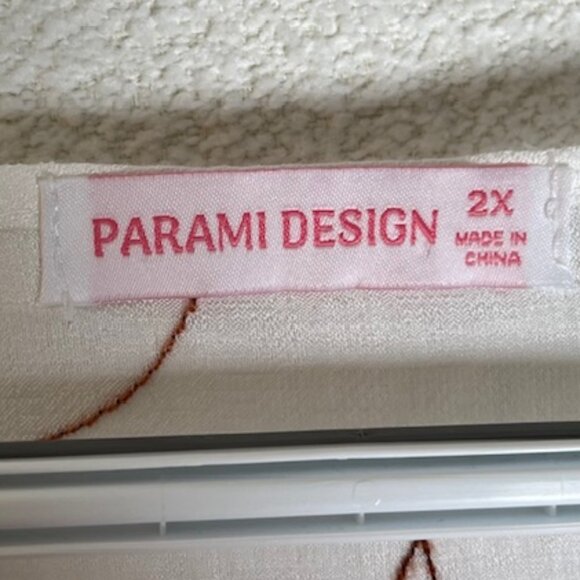 PARAMI DESIGN
2X
MADE IN
CHINA